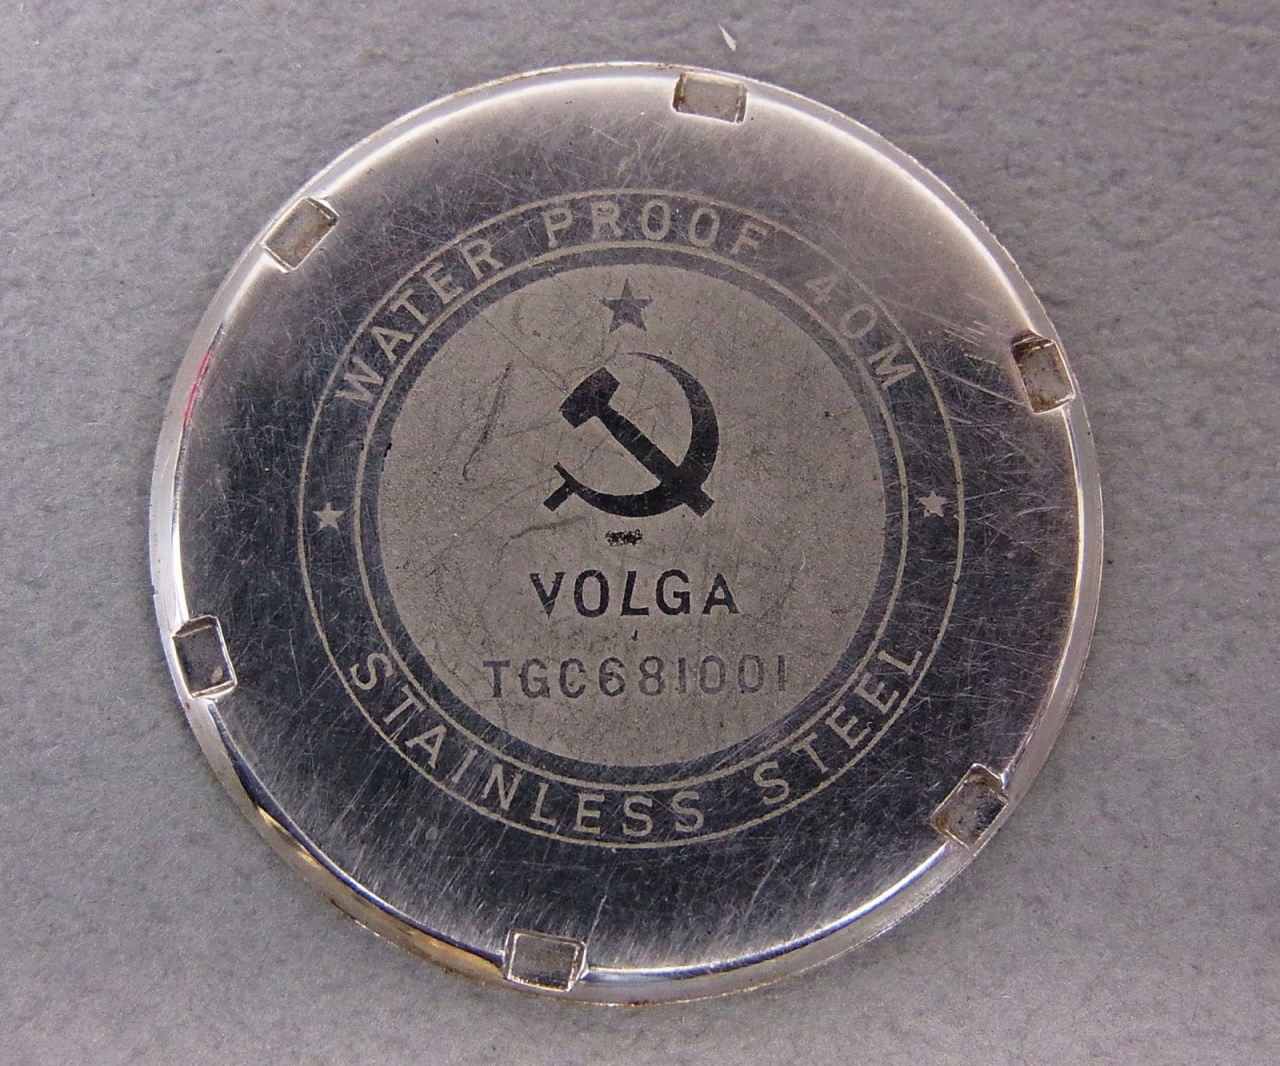 WATER PROOF 40M
VOLGA
TGC681001
STAINLESS STEEL